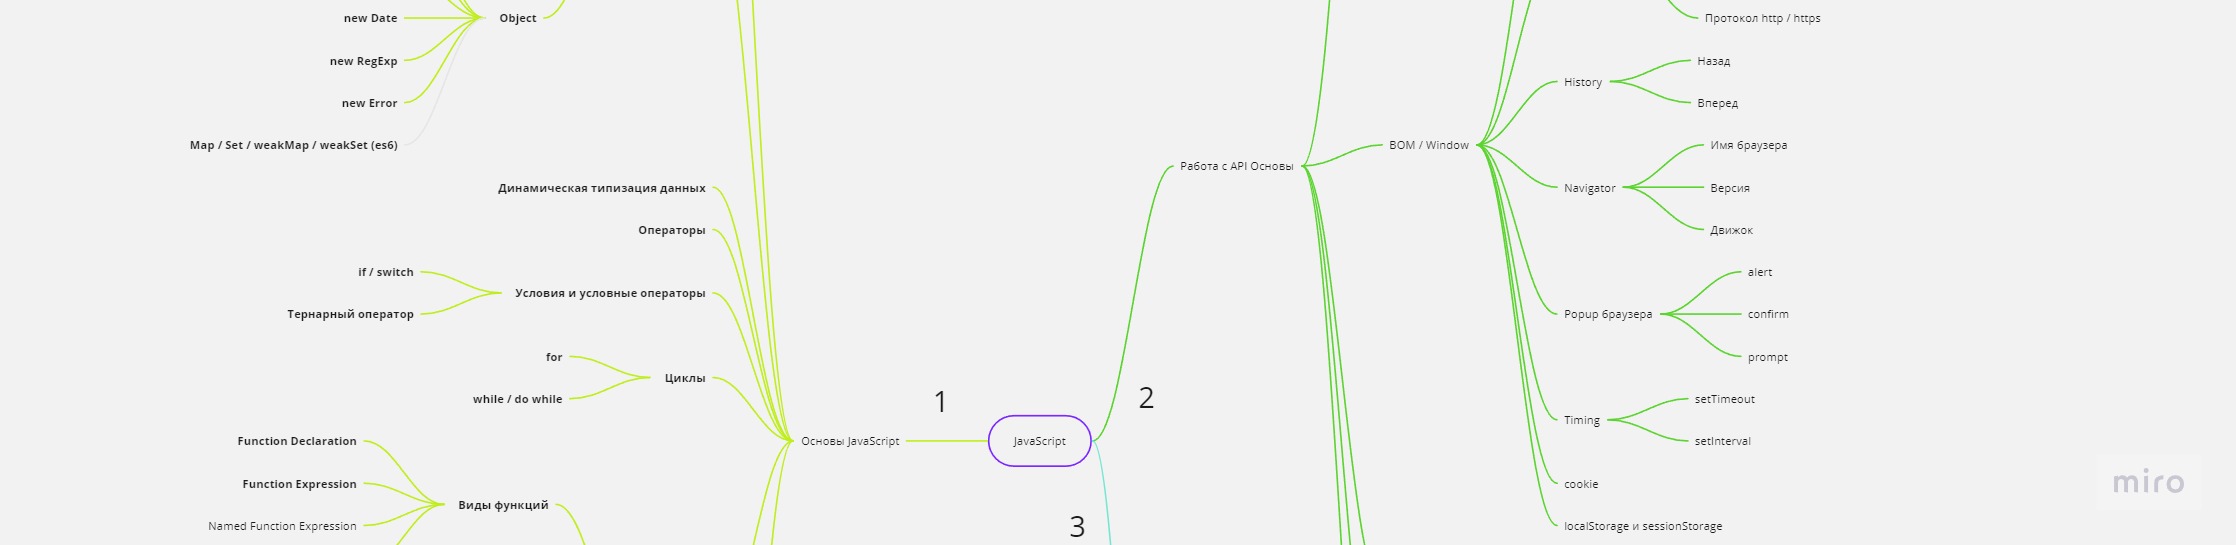 new Date
Object
new RegExp
new Error
Map / Set / weakMap / weakSet (es6)
Динамическая типизация данных
Операторы
if / switch
Условия и условные операторы
Тернарный оператор
for
Циклы
while / do while
Function Declaration
Function Expression
Виды функций
Named Function Expression
Основы JavaScript
1
JavaScript
2
3
Работа с API Основы
BOM / Window
Протокол http / https
History
Назад
Вперед
Navigator
Имя браузера
Версия
Движок
Popup браузера
alert
confirm
prompt
Timing
setTimeout
setInterval
cookie
localStorage и sessionStorage
miro